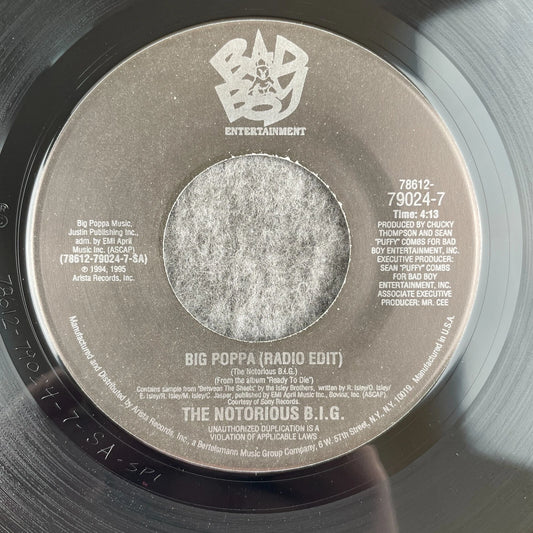 BAD
BOY
ENTERTAINMENT
78612-
79024-7
Time: 4:13
PRODUCED BY CHUCKY
THOMPSON AND SEAN
"PUFFY" COMBS FOR BAD
BOY ENTERTAINMENT, INC.
EXECUTIVE PRODUCER:
SEAN "PUFFY" COMBS
FOR BAD BOY
ENTERTAINMENT, INC.
ASSOCIATE EXECUTIVE
PRODUCER: MR. CEE
Big Poppa Music,
Justin Publishing Inc.,
adm. by EMI April
Music Inc. (ASCAP)
(78612-79024-7-SA)
℗ 1994, 1995
Arista Records, Inc.
BIG POPPA (RADIO EDIT)
(The Notorious B.I.G.)
(From the album "Ready To Die")
Contains sample from "Between The Sheets" by the Isley Brothers, written by R. Isley/O. Isley/
E. Isley/R. Isley/M. Isley/C. Jasper, published by EMI April Music Inc., Bovina, Inc. (ASCAP).
Courtesy of Sony Records.
THE NOTORIOUS B.I.G.
UNAUTHORIZED DUPLICATION IS A
VIOLATION OF APPLICABLE LAWS
Manufactured and Distributed by Arista Records, Inc., a Bertelsmann Music Group Company, 6 W. 57th Street, N.Y., N.Y. 10019. Manufactured in U.S.A.
78612-79024-7-SA-SP1